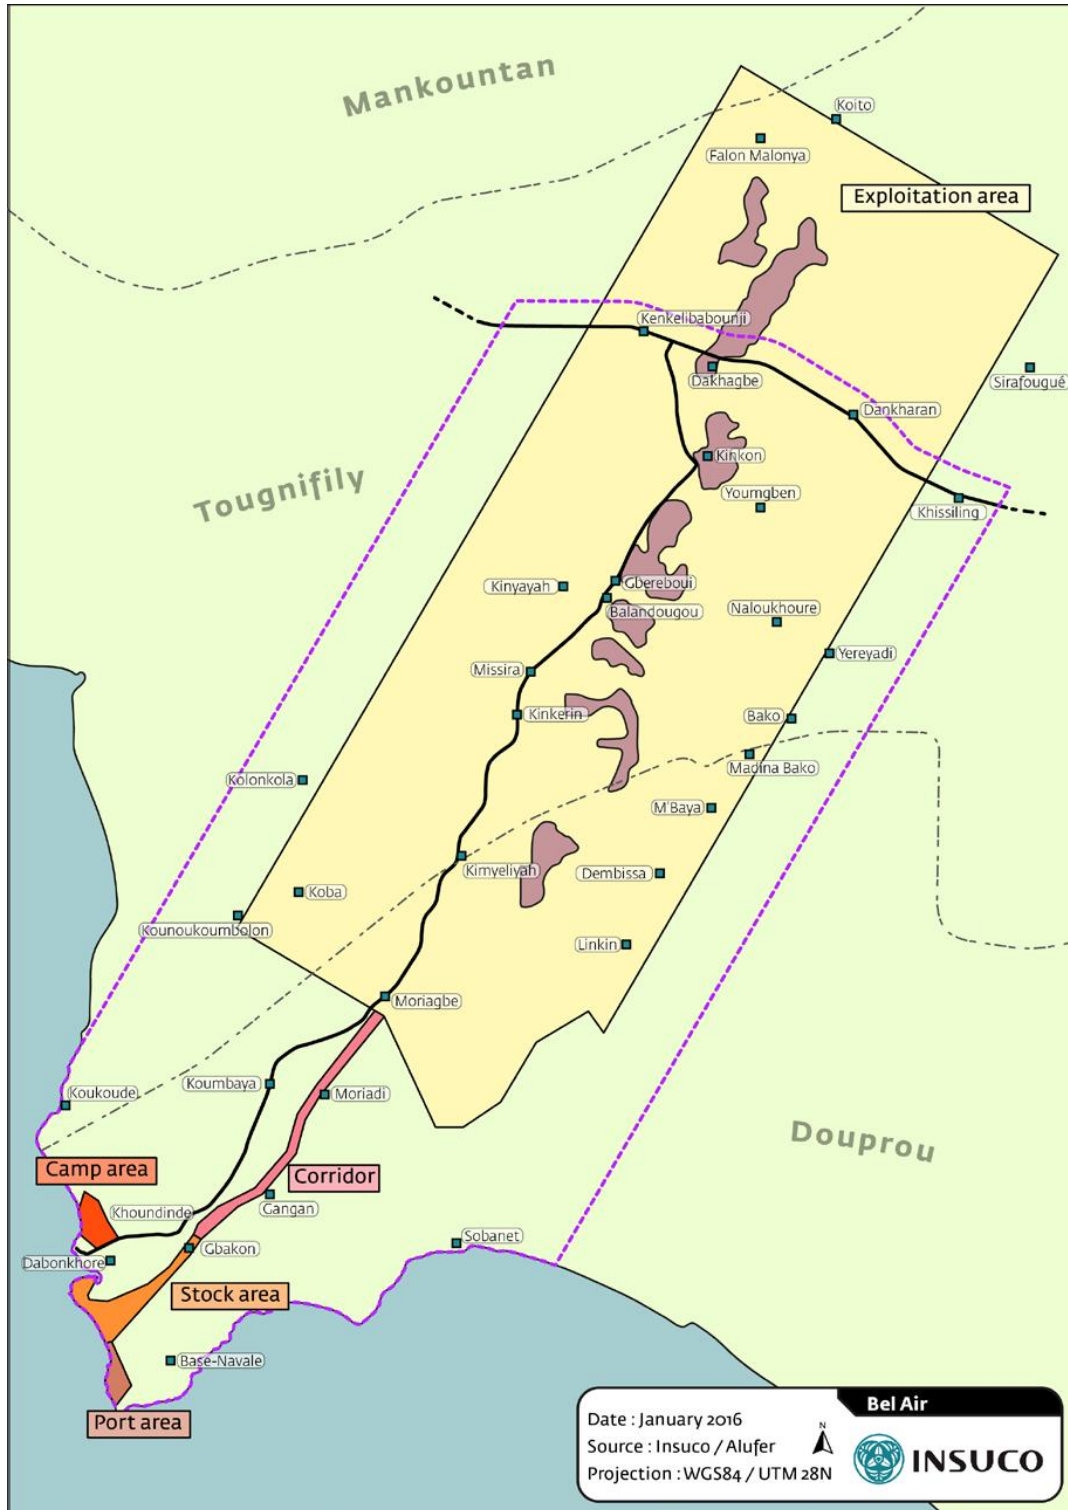 Mankountan
Koito
Falon Malonya
Exploitation area
Kenkelibabounji
Dakhagbe
Sirafougué
Dankharan
Kinkon
Tougnifily
Youmgben
Khissiling
Kinyayah
Gbereboui
Balandougou
Naloukhoure
Yereyadi
Missira
Kinkerin
Bako
Madina Bako
Kolonkola
M'Baya
Kimyeliyah
Dembissa
Koba
Kounoukoumbolon
Linkin
Moriagbe
Koumbaya
Koukoude
Moriadi
Douprou
Camp area
Corridor
Khoundinde
Gangan
Sobanet
Gbakon
Dabonkhore
Stock area
Base-Navale
Port area
Bel Air
Date : January 2016
Source : Insuco / Alufer
N
Projection : WGS84 / UTM 28N
INSUCO